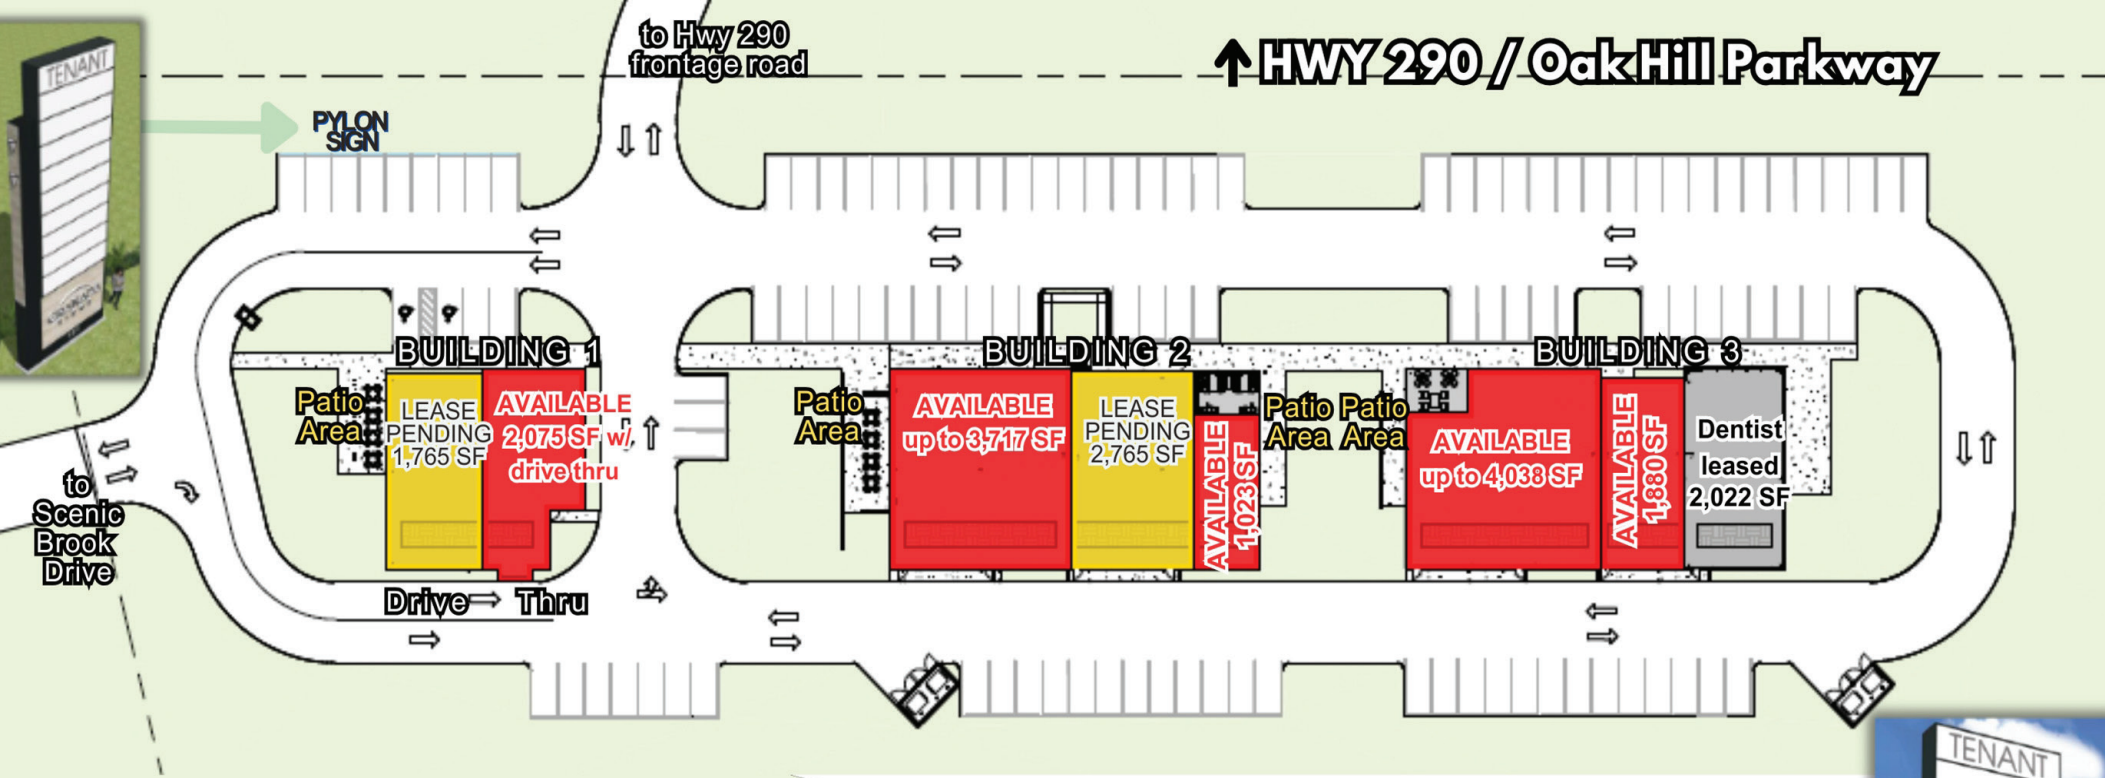 TENANT
to Hwy 290
frontage road
HWY 290 / Oak Hill Parkway
PYLON
SIGN
BUILDING 1
BUILDING 2
BUILDING 3
Patio
Area
LEASE
PENDING
1,765 SF
AVAILABLE
2,075 SF w/
drive thru
Patio
Area
AVAILABLE
up to 3,717 SF
LEASE
PENDING
2,765 SF
AVAILABLE
1,023 SF
Patio
Area
Patio
Area
AVAILABLE
up to 4,038 SF
AVAILABLE
1,880 SF
Dentist
leased
2,022 SF
to
Scenic
Brook
Drive
Drive Thru
TENANT